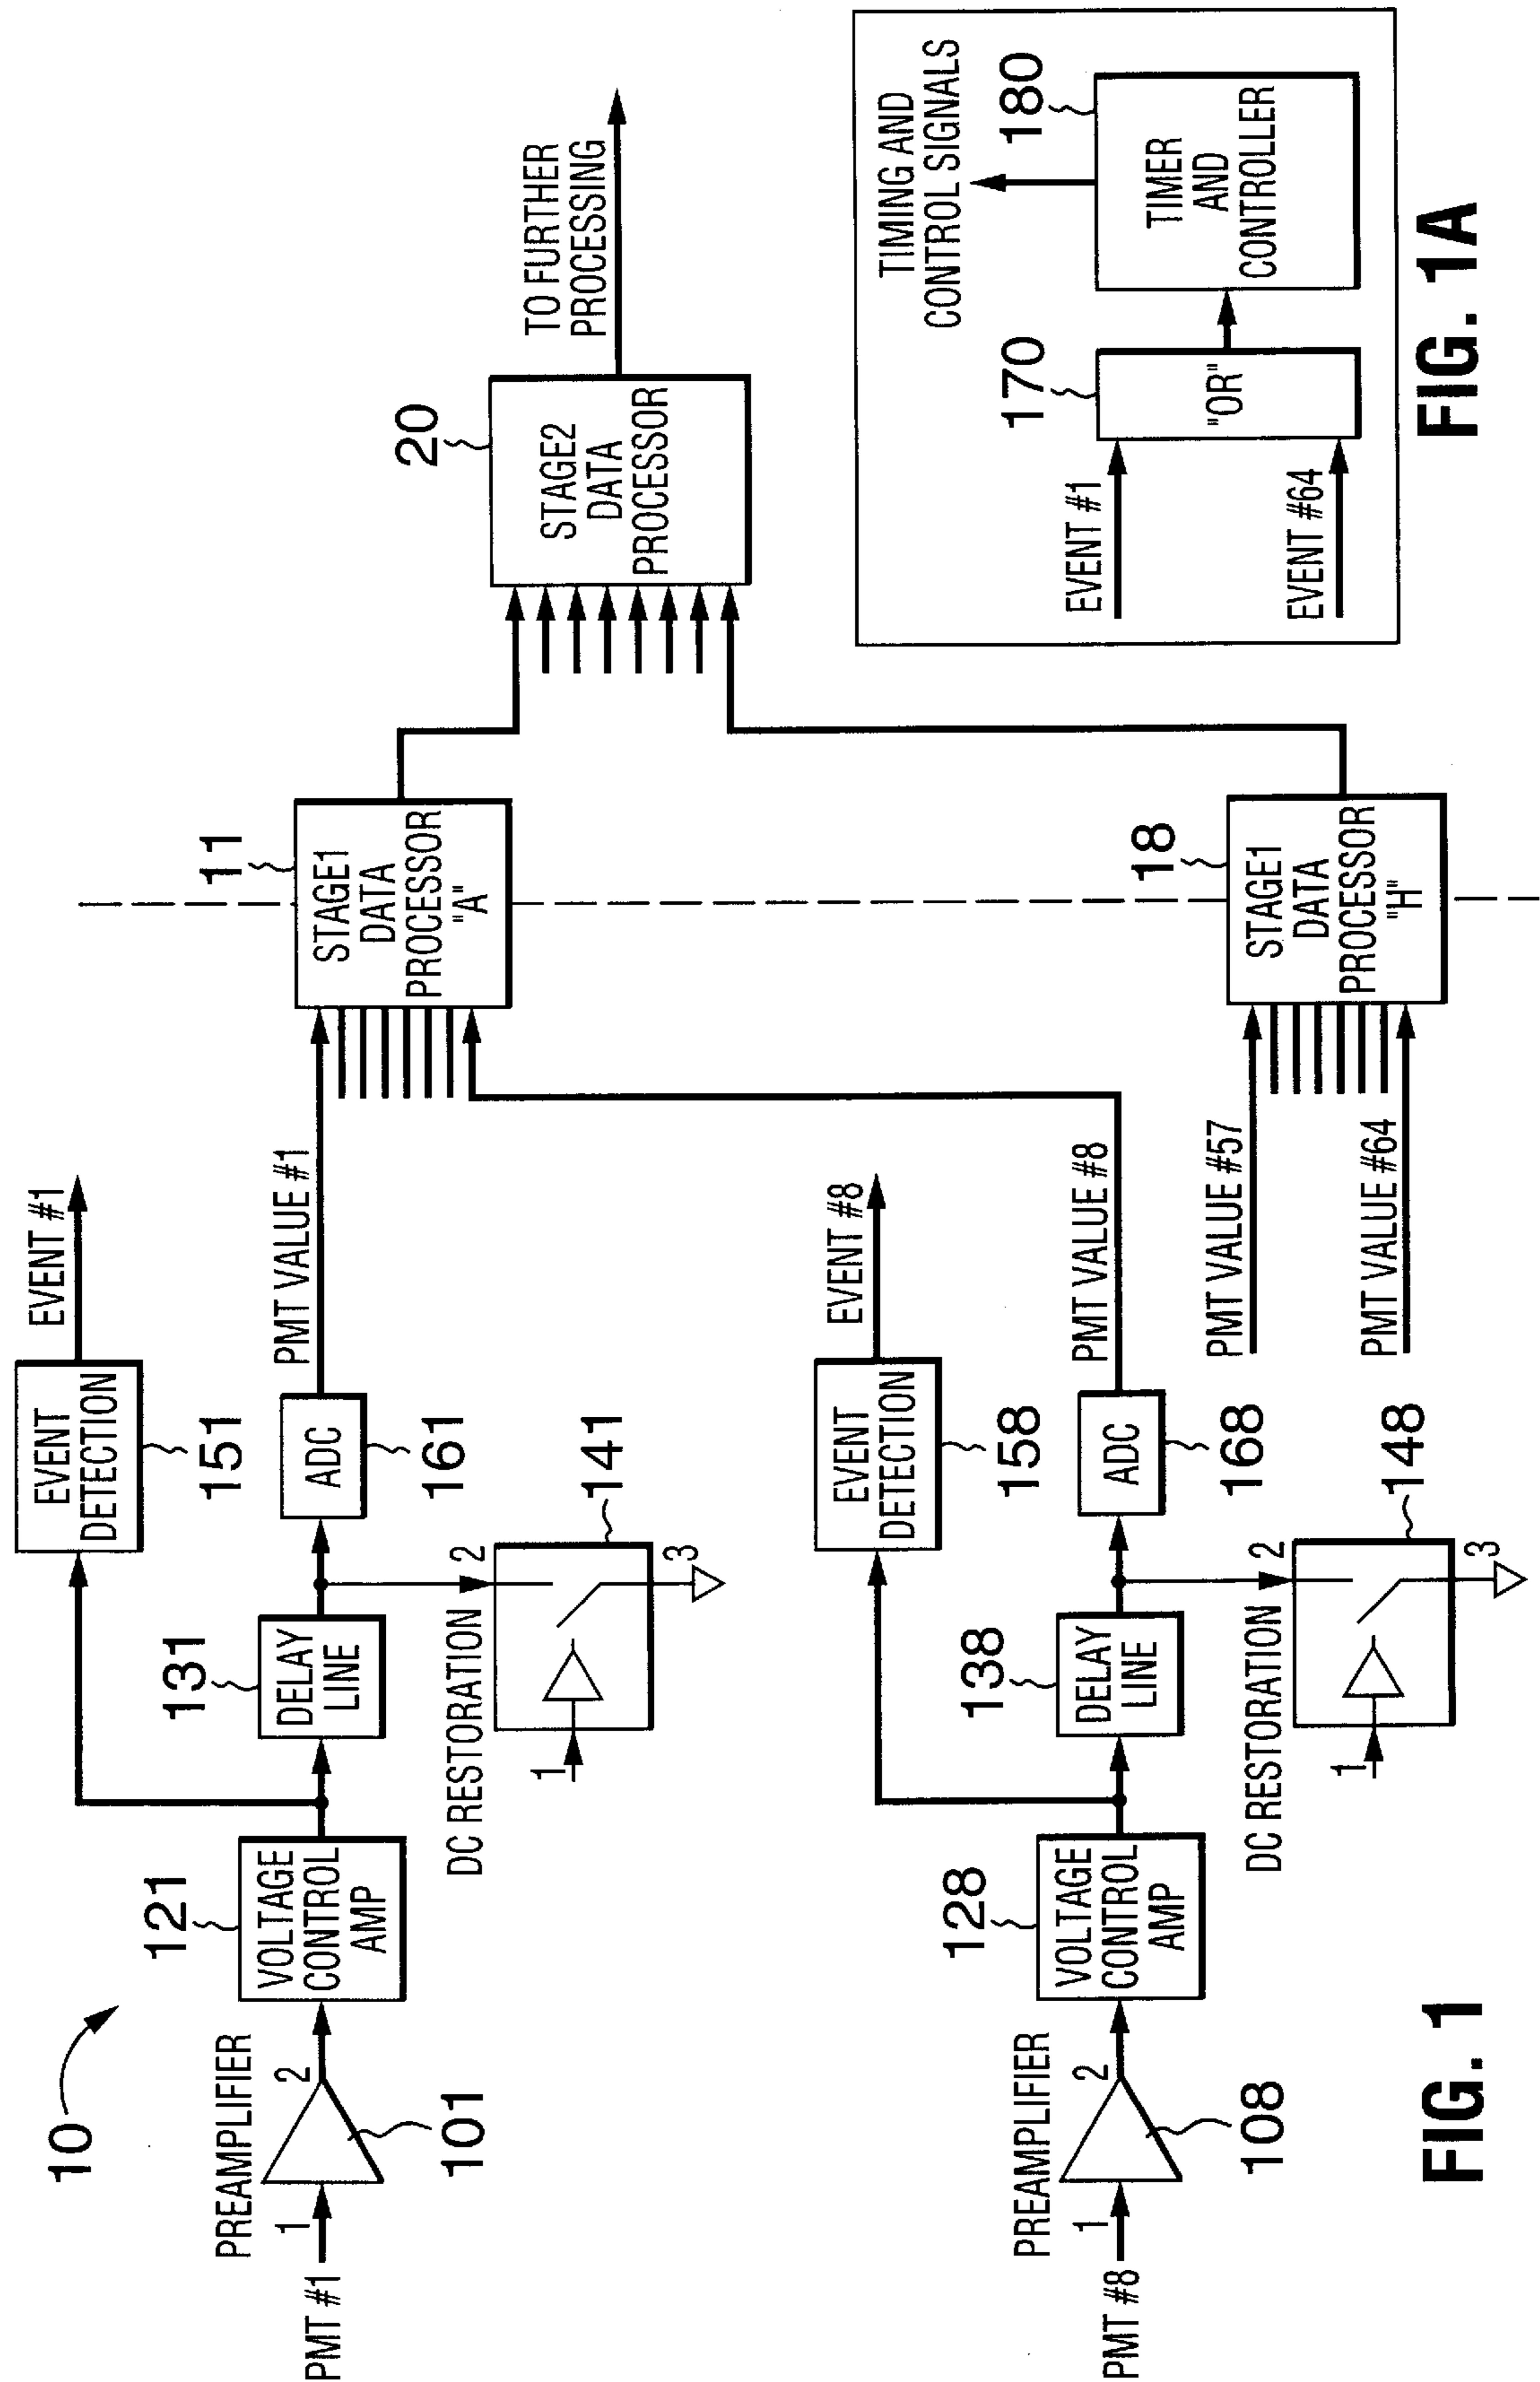 10
PMT #1
1
PREAMPLIFIER
2
101
121
VOLTAGE
CONTROL
AMP
131
DELAY
LINE
EVENT
DETECTION
151
EVENT #1
ADC
161
DC RESTORATION
1
2
3
141
PMT VALUE #1
11
STAGE1
DATA
PROCESSOR
"A"
20
STAGE2
DATA
PROCESSOR
TO FURTHER
PROCESSING
PMT #8
1
PREAMPLIFIER
2
108
128
VOLTAGE
CONTROL
AMP
138
DELAY
LINE
EVENT
DETECTION
158
EVENT #8
ADC
168
DC RESTORATION
1
2
3
148
PMT VALUE #8
PMT VALUE #57
PMT VALUE #64
18
STAGE1
DATA
PROCESSOR
"H"
FIG. 1
TIMING AND
CONTROL SIGNALS
EVENT #1
EVENT #64
170
"OR"
180
TIMER
AND
CONTROLLER
FIG. 1A